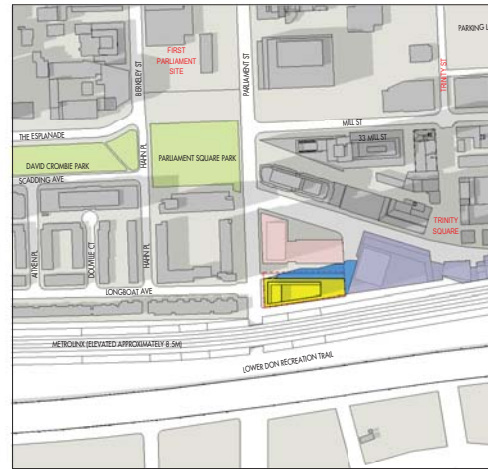 FIRST
PARLIAMENT
SITE
BERKELEY ST
PARLIAMENT ST
TRINITY ST
PARKING L
MILL ST
THE ESPLANADE
33 MILL ST
HAHN PL
DAVID CROMBIE PARK
PARLIAMENT SQUARE PARK
SCADDING AVE
TRINITY
SQUARE
AITKEN PL
DOUVILLE CT
HAHN PL
LONGBOAT AVE
METROLINX (ELEVATED APPROXIMATELY 8.5M)
LOWER DON RECREATION TRAIL